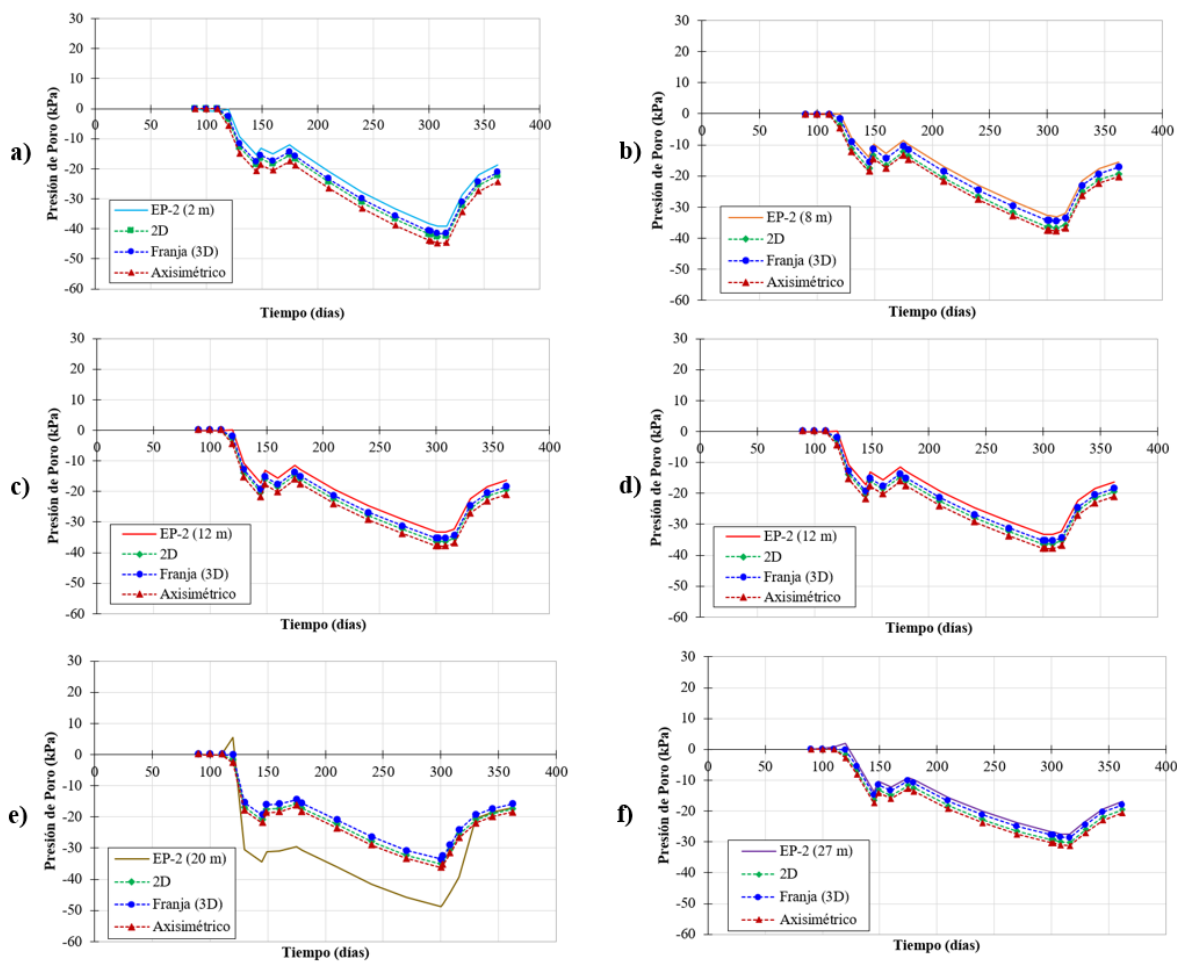 a)
Presión de Poro (kPa)
30
20
10
0
-10
-20
-30
-40
-50
-60
0 50 100 150 200 250 300 350 400
EP-2 (2 m)
2D
Franja (3D)
Axisimétrico
Tiempo (días)
b)
Presión de Poro (kPa)
30
20
10
0
-10
-20
-30
-40
-50
-60
0 50 100 150 200 250 300 350 400
EP-2 (8 m)
2D
Franja (3D)
Axisimétrico
Tiempo (días)
c)
Presión de Poro (kPa)
30
20
10
0
-10
-20
-30
-40
-50
-60
0 50 100 150 200 250 300 350 400
EP-2 (12 m)
2D
Franja (3D)
Axisimétrico
Tiempo (días)
d)
Presión de Poro (kPa)
30
20
10
0
-10
-20
-30
-40
-50
-60
0 50 100 150 200 250 300 350 400
EP-2 (12 m)
2D
Franja (3D)
Axisimétrico
Tiempo (días)
e)
Presión de Poro (kPa)
30
20
10
0
-10
-20
-30
-40
-50
-60
0 50 100 150 200 250 300 350 400
EP-2 (20 m)
2D
Franja (3D)
Axisimétrico
Tiempo (días)
f)
Presión de Poro (kPa)
30
20
10
0
-10
-20
-30
-40
-50
-60
0 50 100 150 200 250 300 350 400
EP-2 (27 m)
2D
Franja (3D)
Axisimétrico
Tiempo (días)